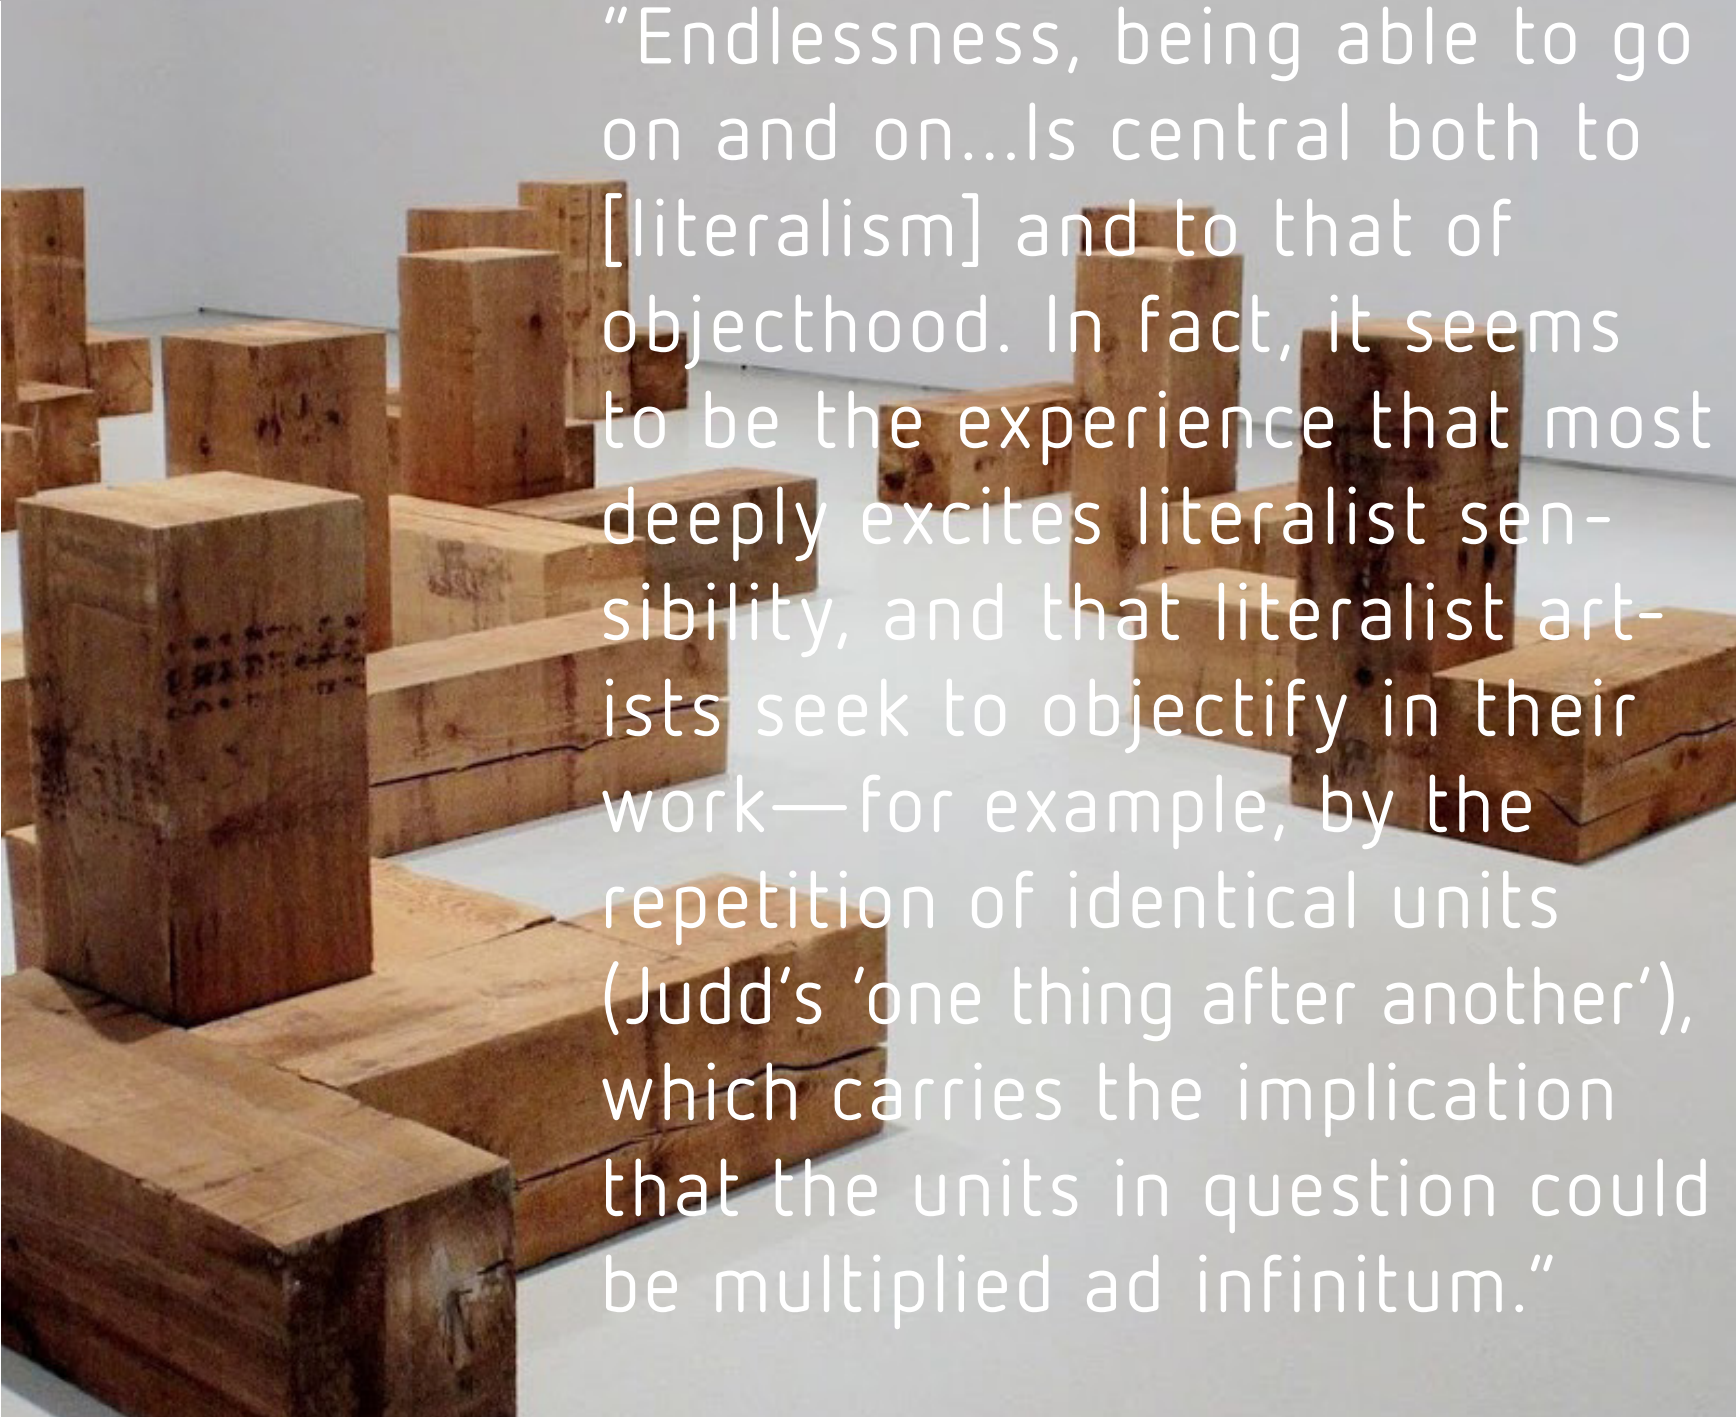 “Endlessness, being able to go
on and on...Is central both to
[literalism] and to that of
objecthood. In fact, it seems
to be the experience that most
deeply excites literalist sen-
sibility, and that literalist art-
ists seek to objectify in their
work—for example, by the
repetition of identical units
(Judd’s ‘one thing after another’),
which carries the implication
that the units in question could
be multiplied ad infinitum.”